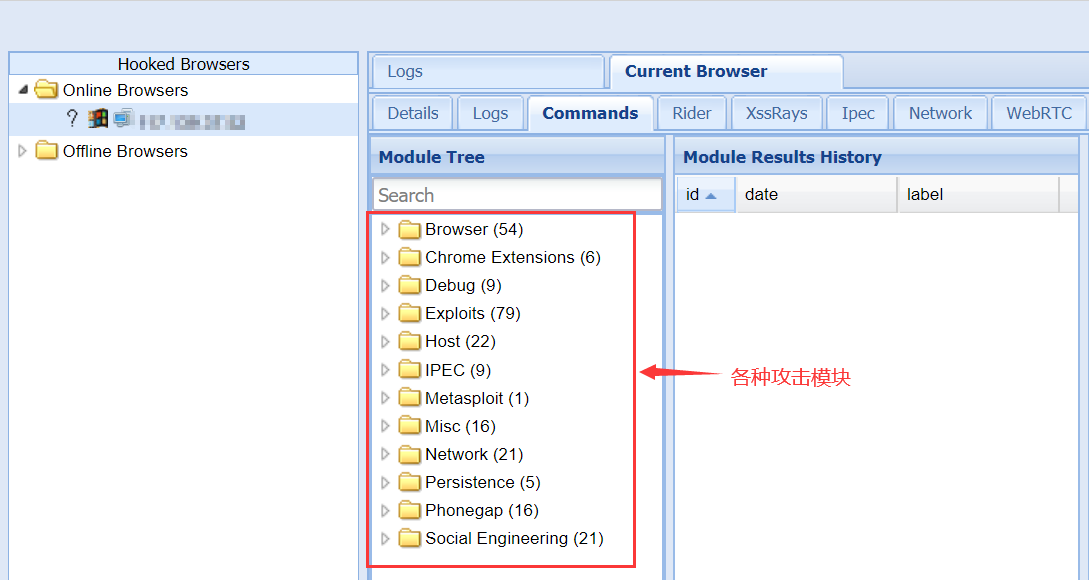 Hooked Browsers
Online Browsers
?
Offline Browsers
Logs
Current Browser
Details
Logs
Commands
Rider
XssRays
Ipec
Network
WebRTC
Module Tree
Search
Browser (54)
Chrome Extensions (6)
Debug (9)
Exploits (79)
Host (22)
IPEC (9)
Metasploit (1)
Misc (16)
Network (21)
Persistence (5)
Phonegap (16)
Social Engineering (21)
各种攻击模块
Module Results History
id
date
label